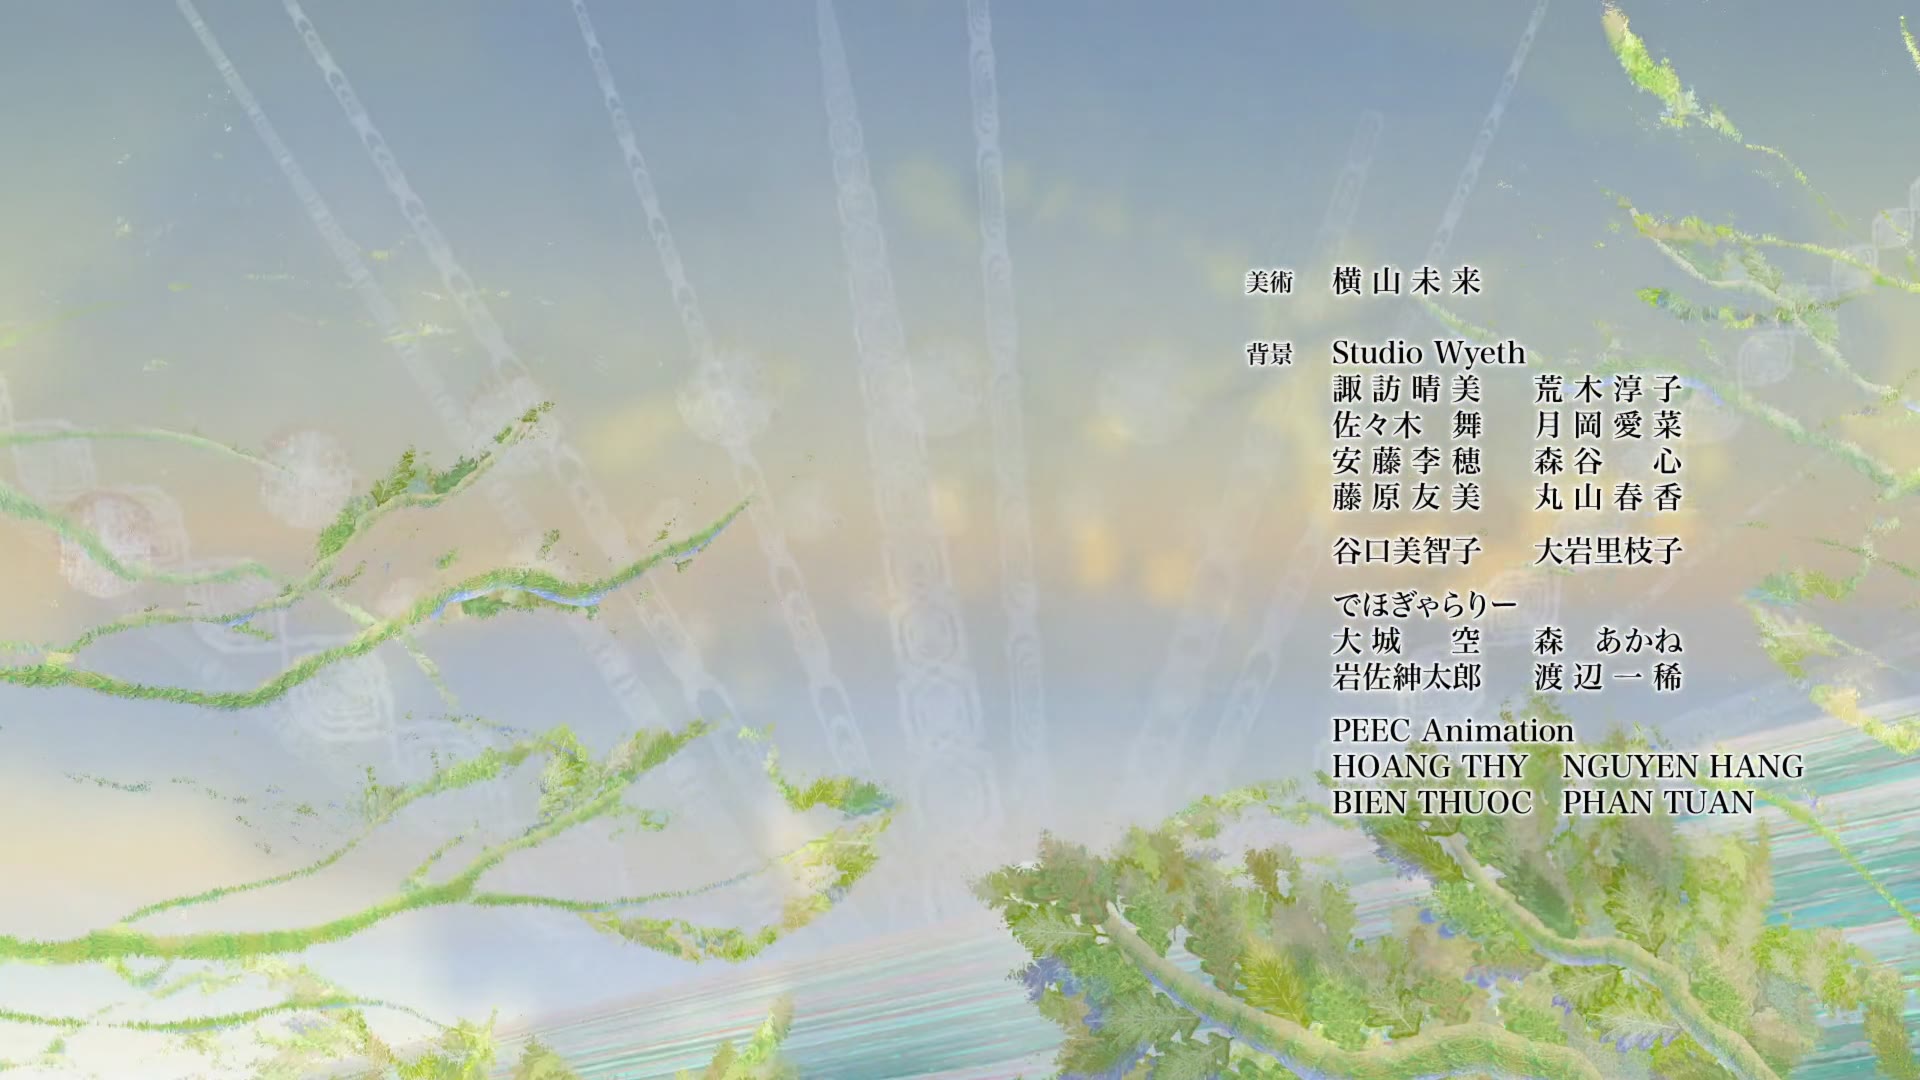 美術 横山未来
背景 Studio Wyeth
諏訪晴美 荒木淳子
佐々木 舞 月岡愛菜
安藤李穂 森谷 心
藤原友美 丸山春香
谷口美智子 大岩里枝子
でほぎゃらりー
大城 空 森 あかね
岩佐紳太郎 渡辺一稀
PEEC Animation
HOANG THY NGUYEN HANG
BIEN THUOC PHAN TUAN